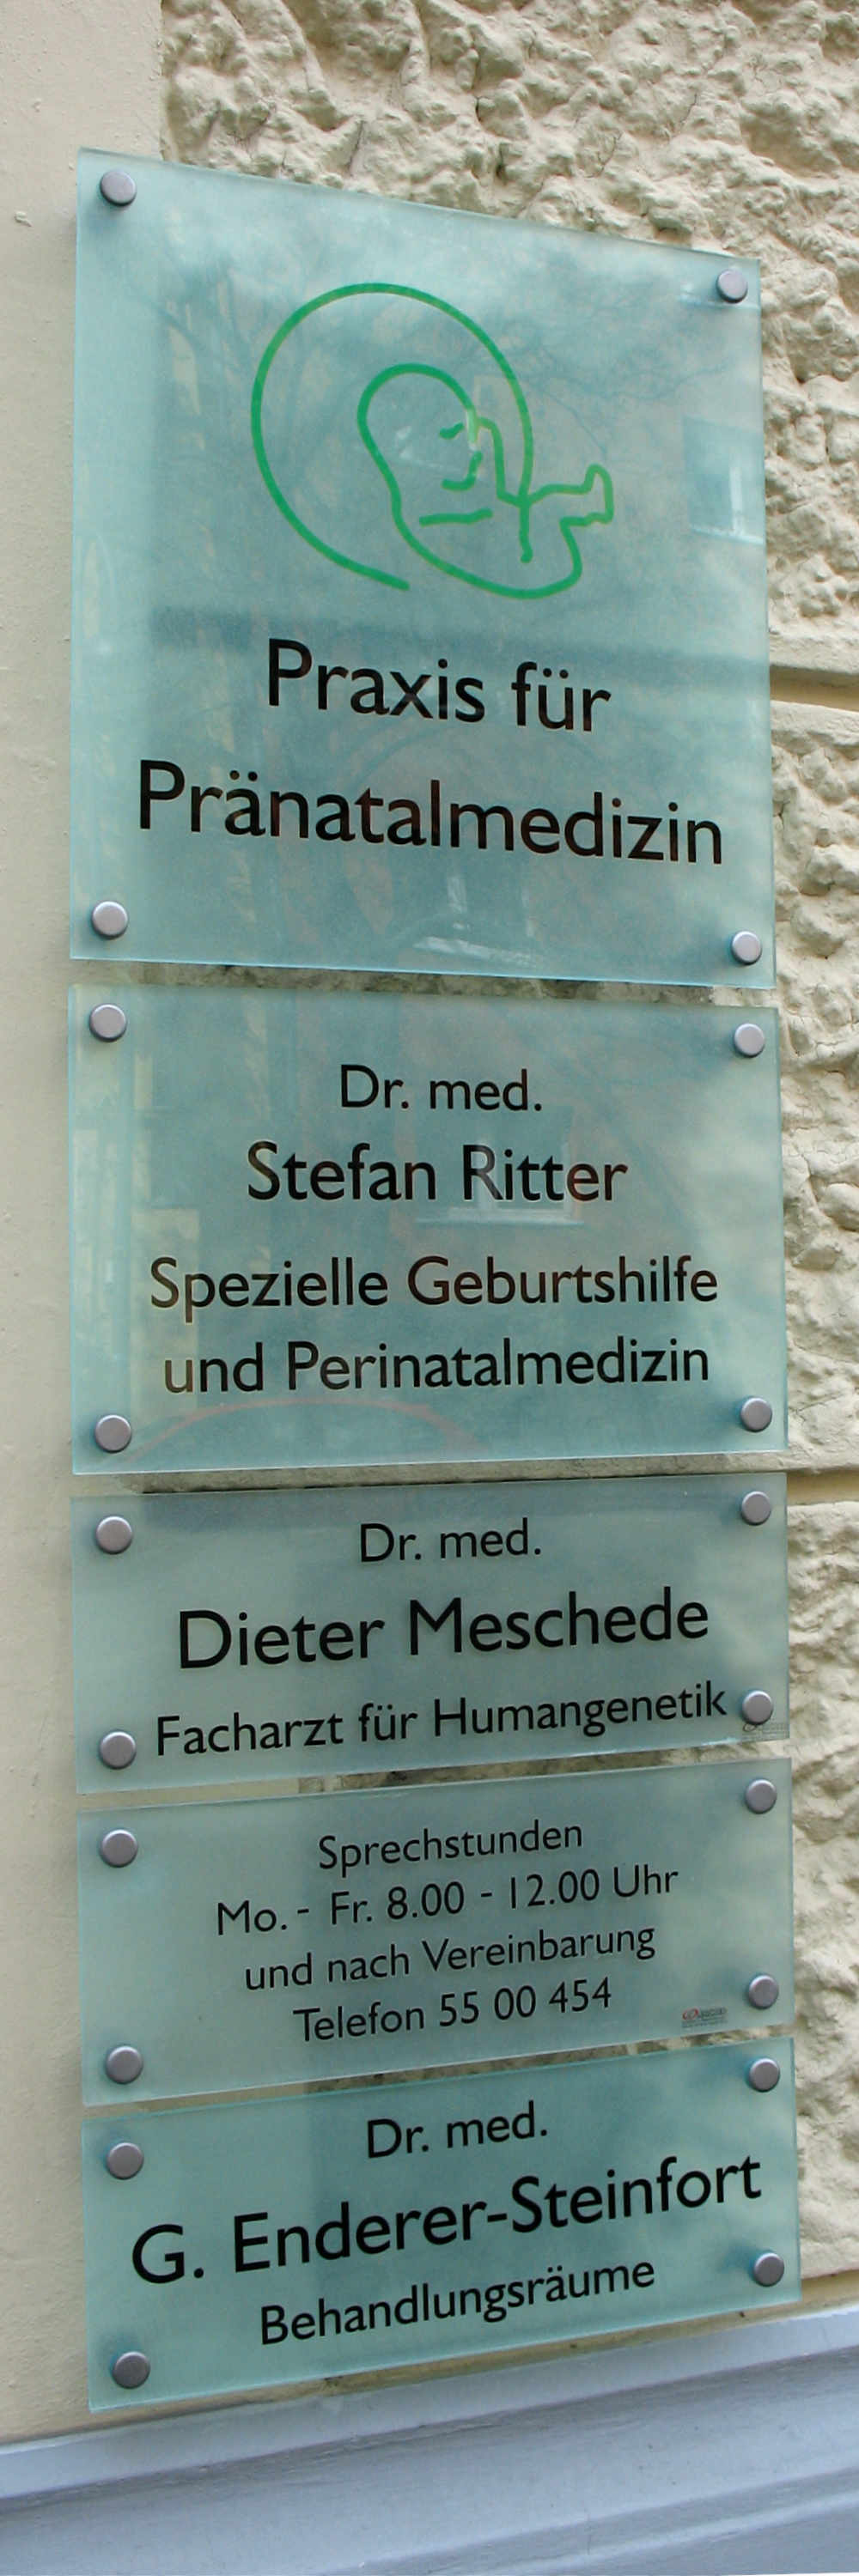 Praxis für
Pränatalmedizin
Dr. med.
Stefan Ritter
Spezielle Geburtshilfe
und Perinatalmedizin
Dr. med.
Dieter Meschede
Facharzt für Humangenetik
Sprechstunden
Mo. - Fr. 8.00 - 12.00 Uhr
und nach Vereinbarung
Telefon 55 00 454
Dr. med.
G. Enderer-Steinfort
Behandlungsräume